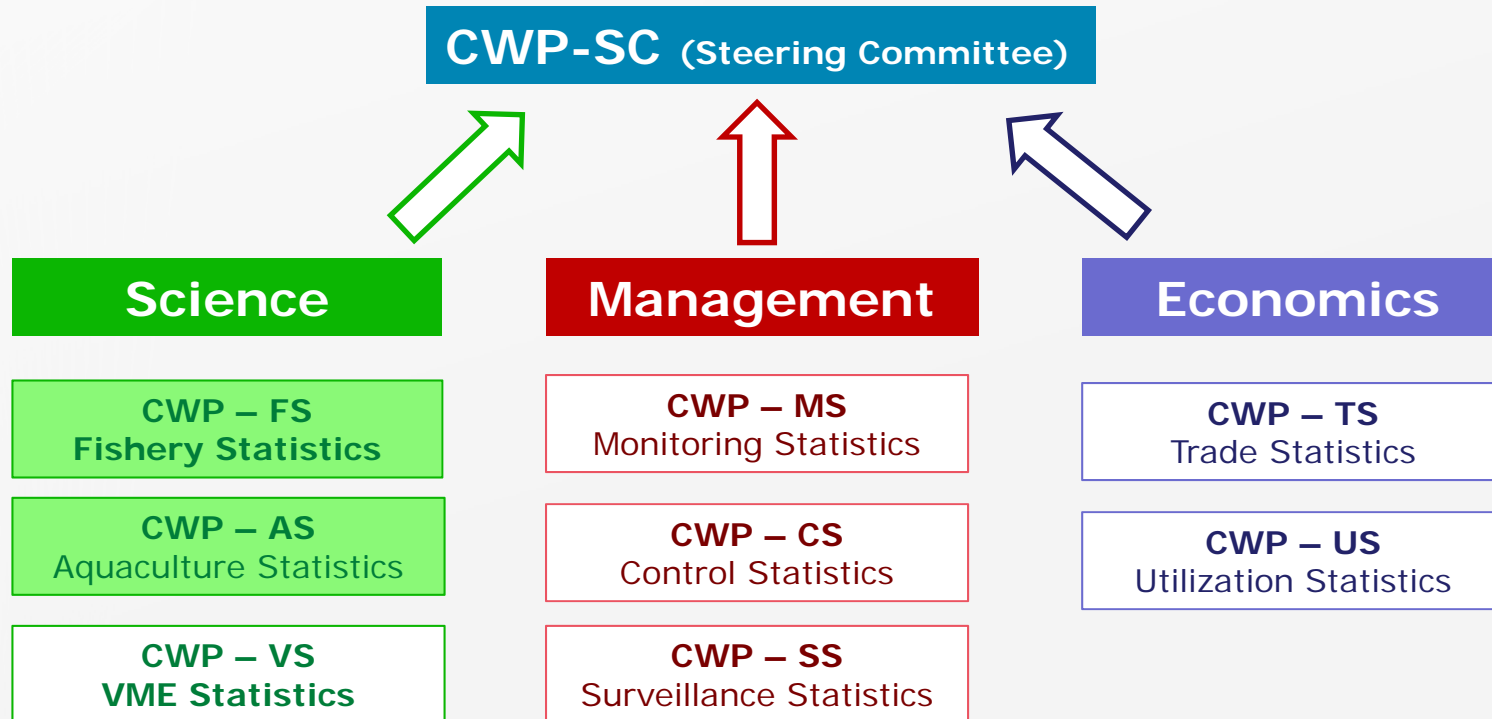 CWP-SC (Steering Committee)
Science
Management
Economics
CWP – FS
Fishery Statistics
CWP – AS
Aquaculture Statistics
CWP – VS
VME Statistics
CWP – MS
Monitoring Statistics
CWP – CS
Control Statistics
CWP – SS
Surveillance Statistics
CWP – TS
Trade Statistics
CWP – US
Utilization Statistics